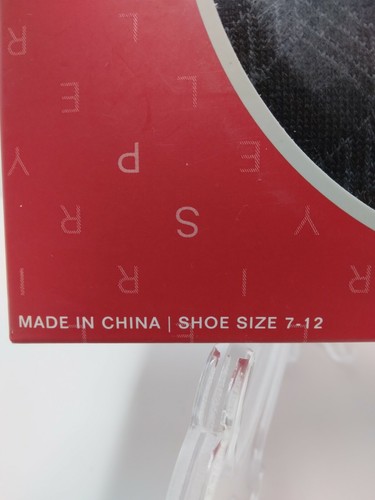 R
L L
E
Y P E
R S E Y
I R I R
MADE IN CHINA | SHOE SIZE 7-12